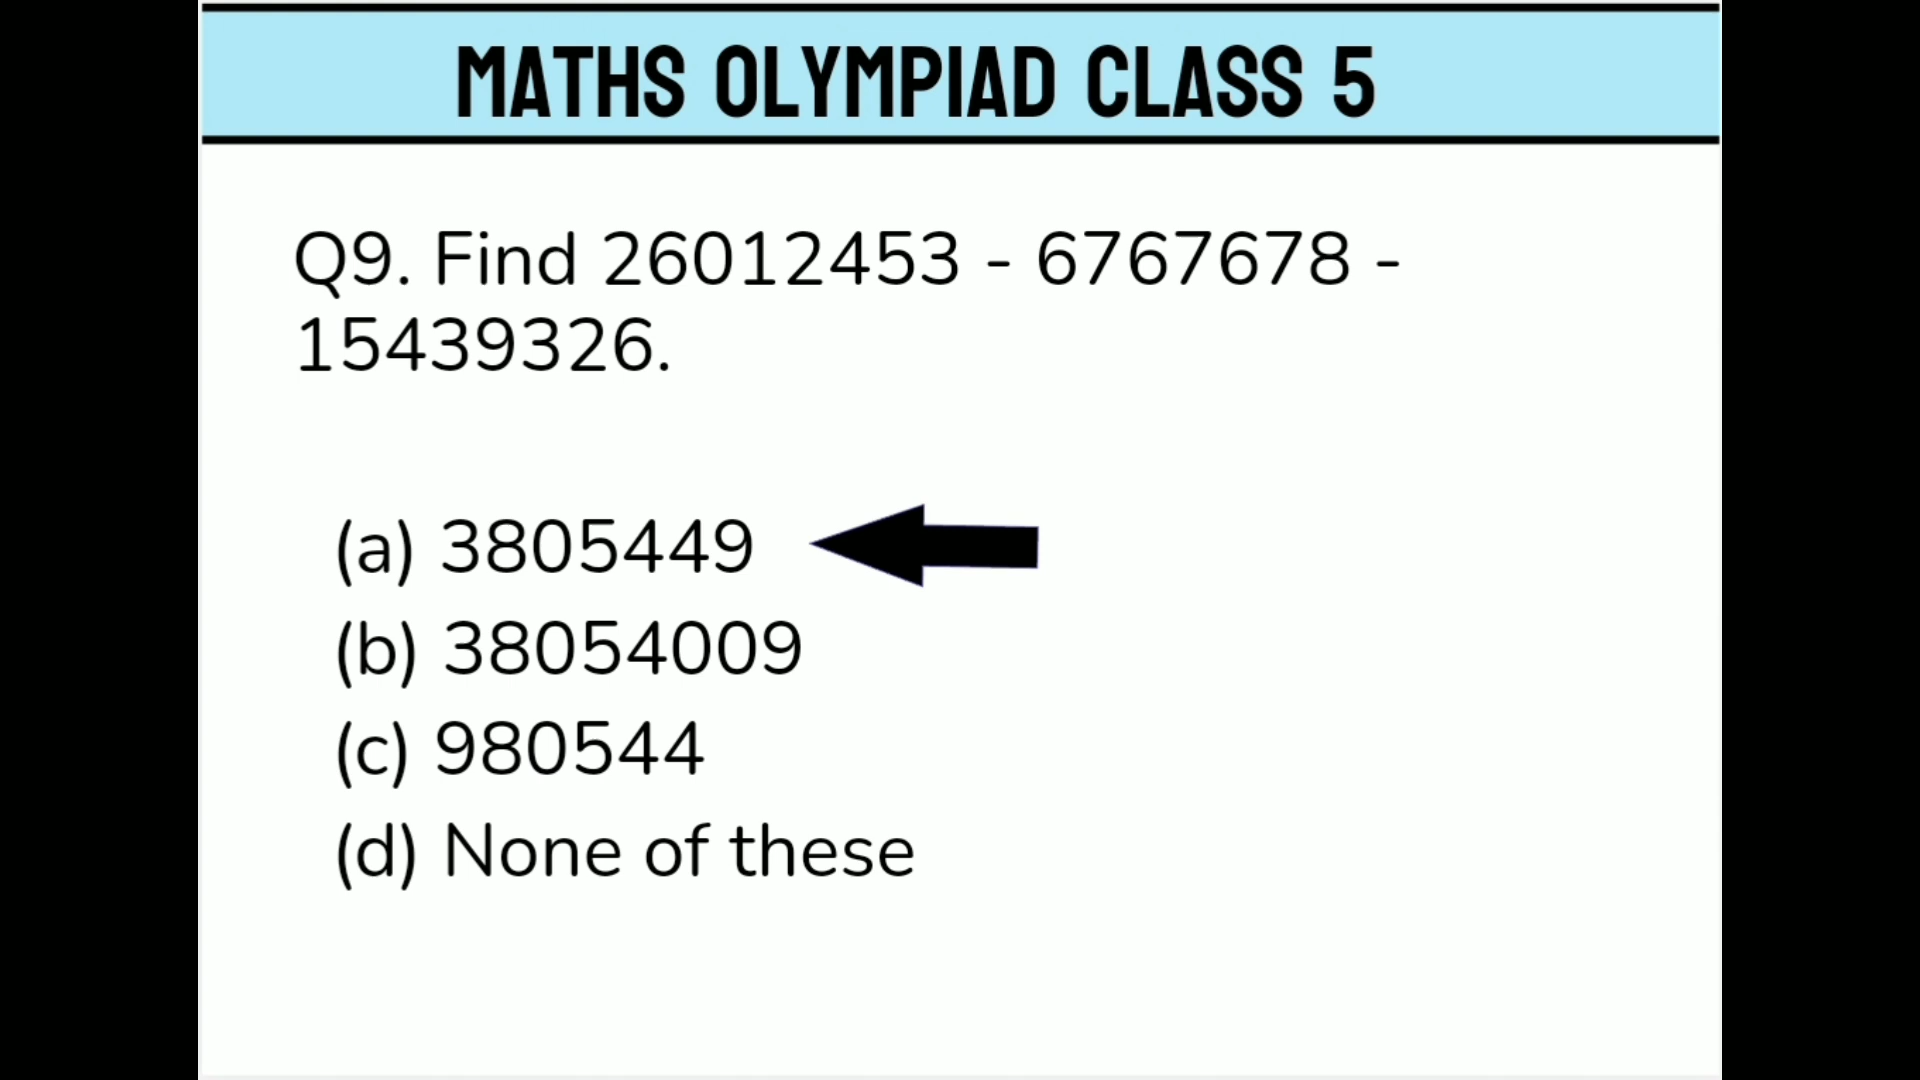 MATHS OLYMPIAD CLASS 5
Q9. Find 26012453 - 6767678 -
15439326.
(a) 3805449
(b) 38054009
(c) 980544
(d) None of these